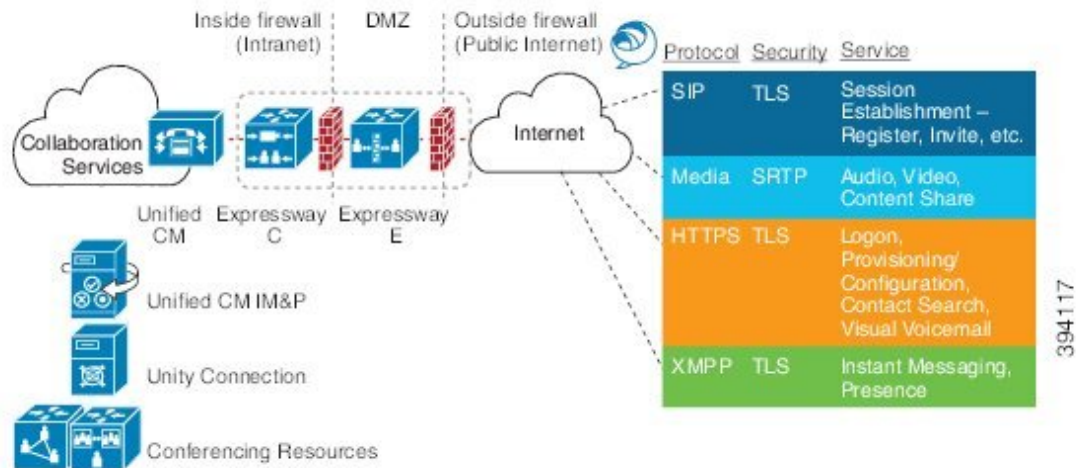 Inside firewall
(Intranet)
DMZ
Outside firewall
(Public Internet)
Collaboration
Services
Unified
CM
Expressway
C
Expressway
E
Internet
Unified CM IM&P
Unity Connection
Conferencing Resources
Protocol Security Service
SIP TLS Session
Establishment –
Register, Invite, etc.
Media SRTP Audio, Video,
Content Share
HTTPS TLS Logon,
Provisioning/
Configuration,
Contact Search,
Visual Voicemail
XMPP TLS Instant Messaging,
Presence
394117